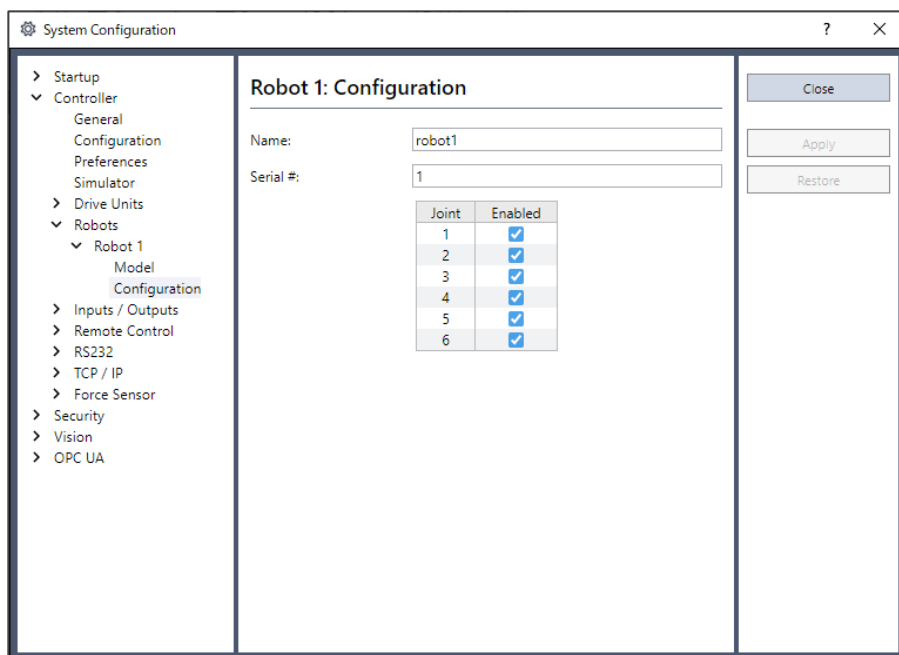 System Configuration
?
Startup
Controller
General
Configuration
Preferences
Simulator
Drive Units
Robots
Robot 1
Model
Configuration
Inputs / Outputs
Remote Control
RS232
TCP / IP
Force Sensor
Security
Vision
OPC UA
Robot 1: Configuration
Name: robot1
Serial #: 1
Joint Enabled
1
2
3
4
5
6
Close
Apply
Restore